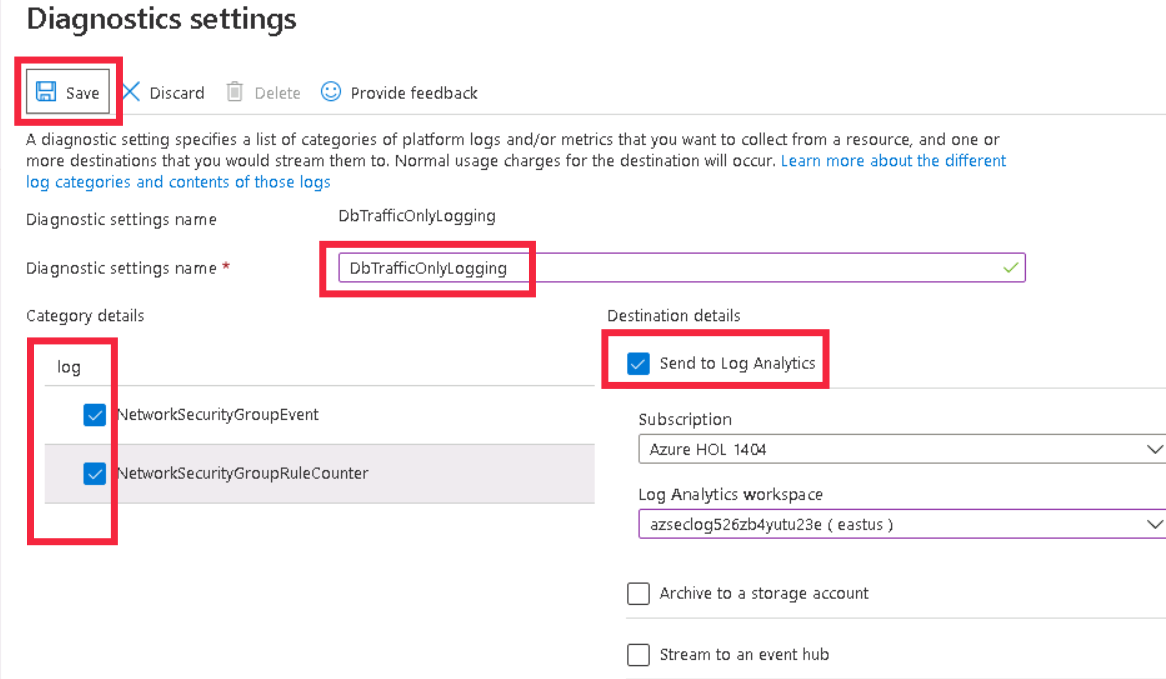 Diagnostics settings
Save Discard Delete Provide feedback
A diagnostic setting specifies a list of categories of platform logs and/or metrics that you want to collect from a resource, and one or
more destinations that you would stream them to. Normal usage charges for the destination will occur. Learn more about the different
log categories and contents of those logs
Diagnostic settings name DbTrafficOnlyLogging
Diagnostic settings name * DbTrafficOnlyLogging
Category details
log
NetworkSecurityGroupEvent
NetworkSecurityGroupRuleCounter
Destination details
Send to Log Analytics
Subscription
Azure HOL 1404
Log Analytics workspace
azseclog526zb4yutu23e ( eastus )
Archive to a storage account
Stream to an event hub